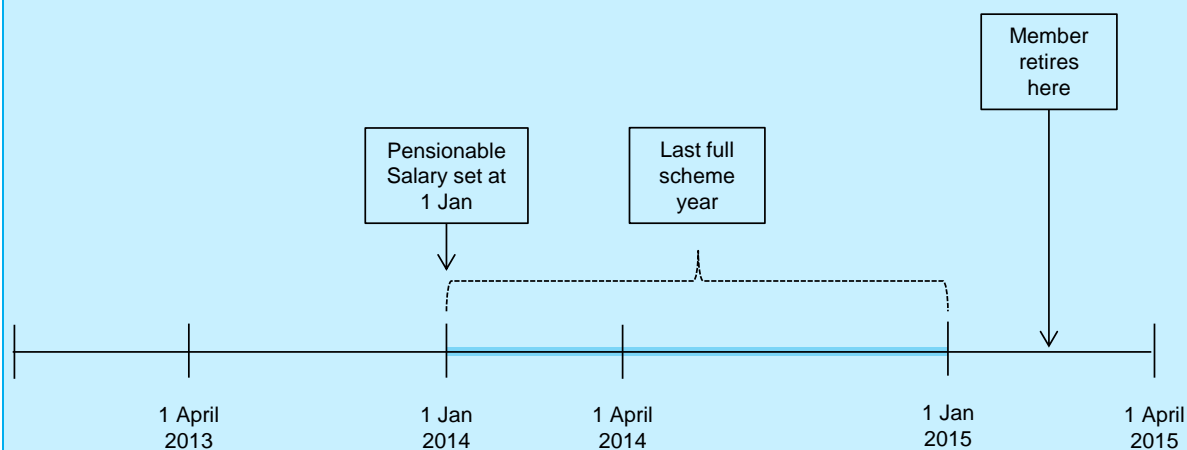 Member
retires
here
Pensionable
Salary set at
1 Jan
Last full
scheme
year
1 April
2013
1 Jan
2014
1 April
2014
1 Jan
2015
1 April
2015